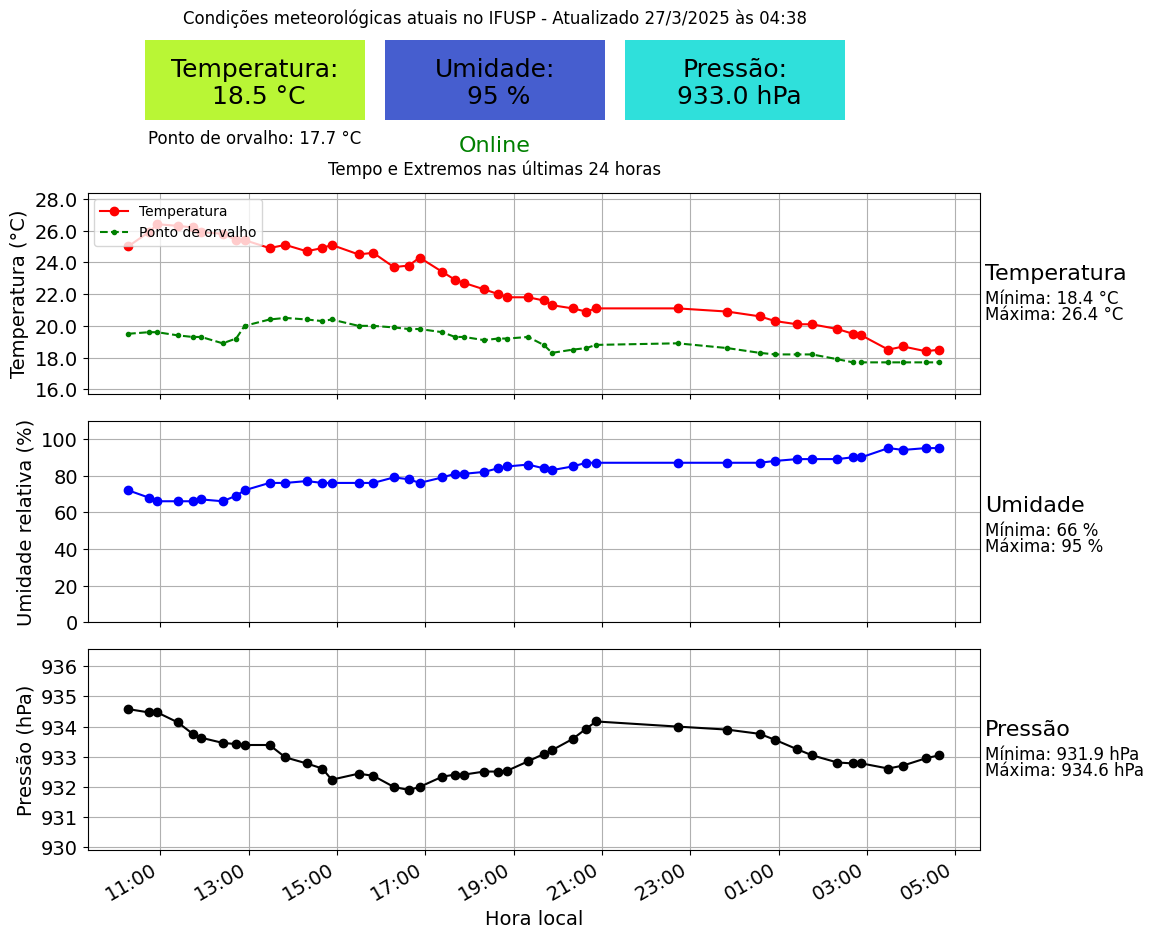 Condições meteorológicas atuais no IFUSP - Atualizado 27/3/2025 às 04:38
Temperatura:
18.5 °C
Umidade:
95 %
Pressão:
933.0 hPa
Ponto de orvalho: 17.7 °C
Online
Tempo e Extremos nas últimas 24 horas
Temperatura (°C)
28.0
26.0
24.0
22.0
20.0
18.0
16.0
Temperatura
Ponto de orvalho
Temperatura
Mínima: 18.4 °C
Máxima: 26.4 °C
Umidade relativa (%)
100
80
60
40
20
0
Umidade
Mínima: 66 %
Máxima: 95 %
Pressão (hPa)
936
935
934
933
932
931
930
Pressão
Mínima: 931.9 hPa
Máxima: 934.6 hPa
11:00
13:00
15:00
17:00
19:00
21:00
23:00
01:00
03:00
05:00
Hora local